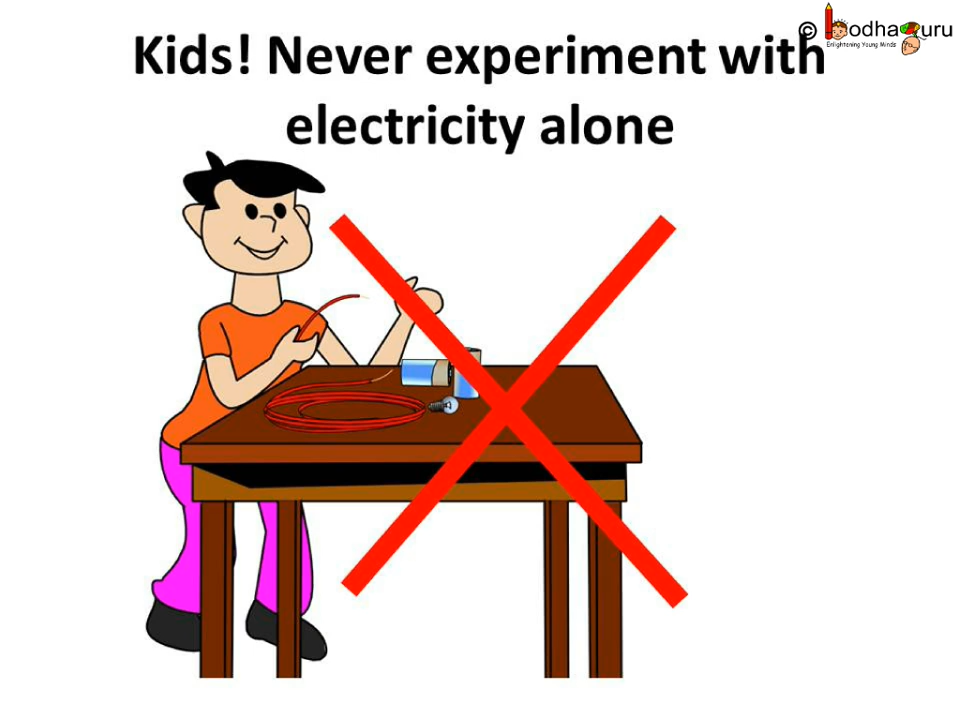 Kids! Never experiment with
electricity alone
© BodhaGuru
Enlightening Young Minds